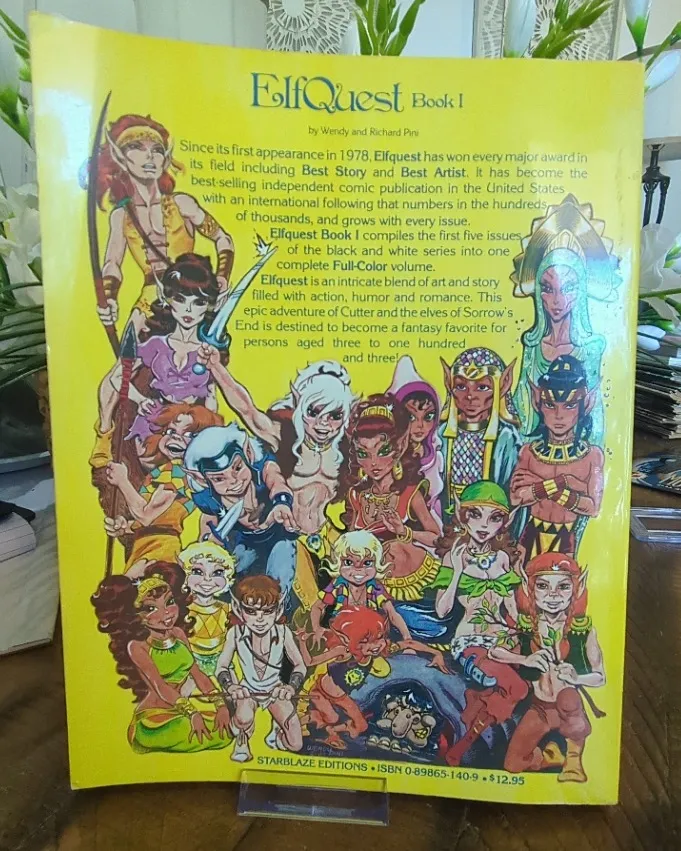 ElfQuest Book I
by Wendy and Richard Pini
Since its first appearance in 1978, Elfquest has won every major award in
its field including Best Story and Best Artist. It has become the
best-selling independent comic publication in the United States
with an international following that numbers in the hundreds
of thousands, and grows with every issue.
Elfquest Book I compiles the first five issues
of the black and white series into one
complete Full-Color volume.
Elfquest is an intricate blend of art and story
filled with action, humor and romance. This
epic adventure of Cutter and the elves of Sorrow's
End is destined to become a fantasy favorite for
persons aged three to one hundred
and three!
STARBLAZE EDITIONS • ISBN 0-89865-140-9 • $12.95